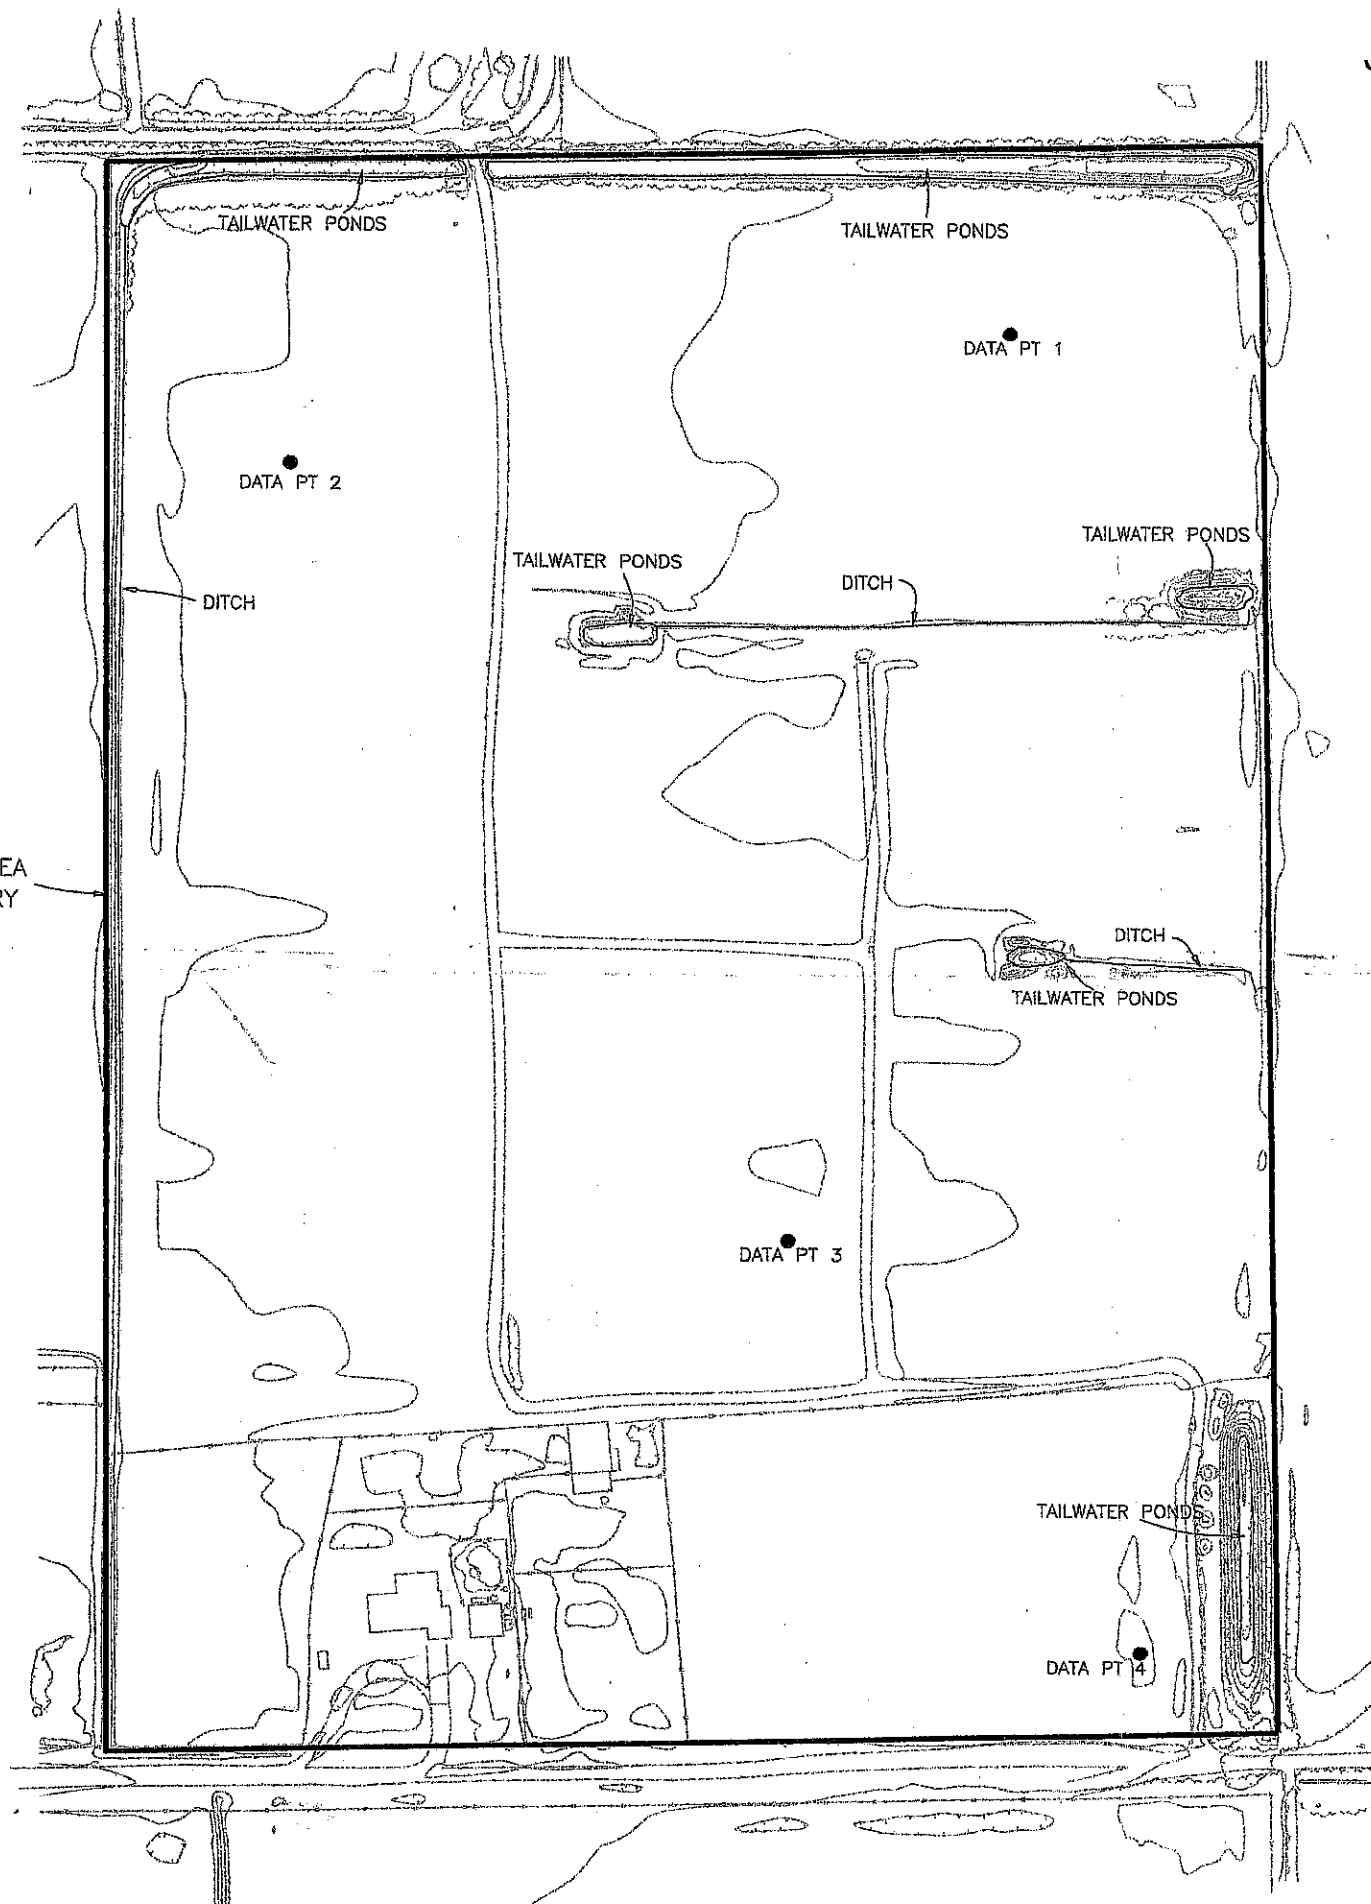 TAILWATER PONDS
TAILWATER PONDS
DATA PT 1
DATA PT 2
TAILWATER PONDS
TAILWATER PONDS
DITCH
DITCH
EA
RY
DITCH
TAILWATER PONDS
DATA PT 3
TAILWATER PONDS
DATA PT 4